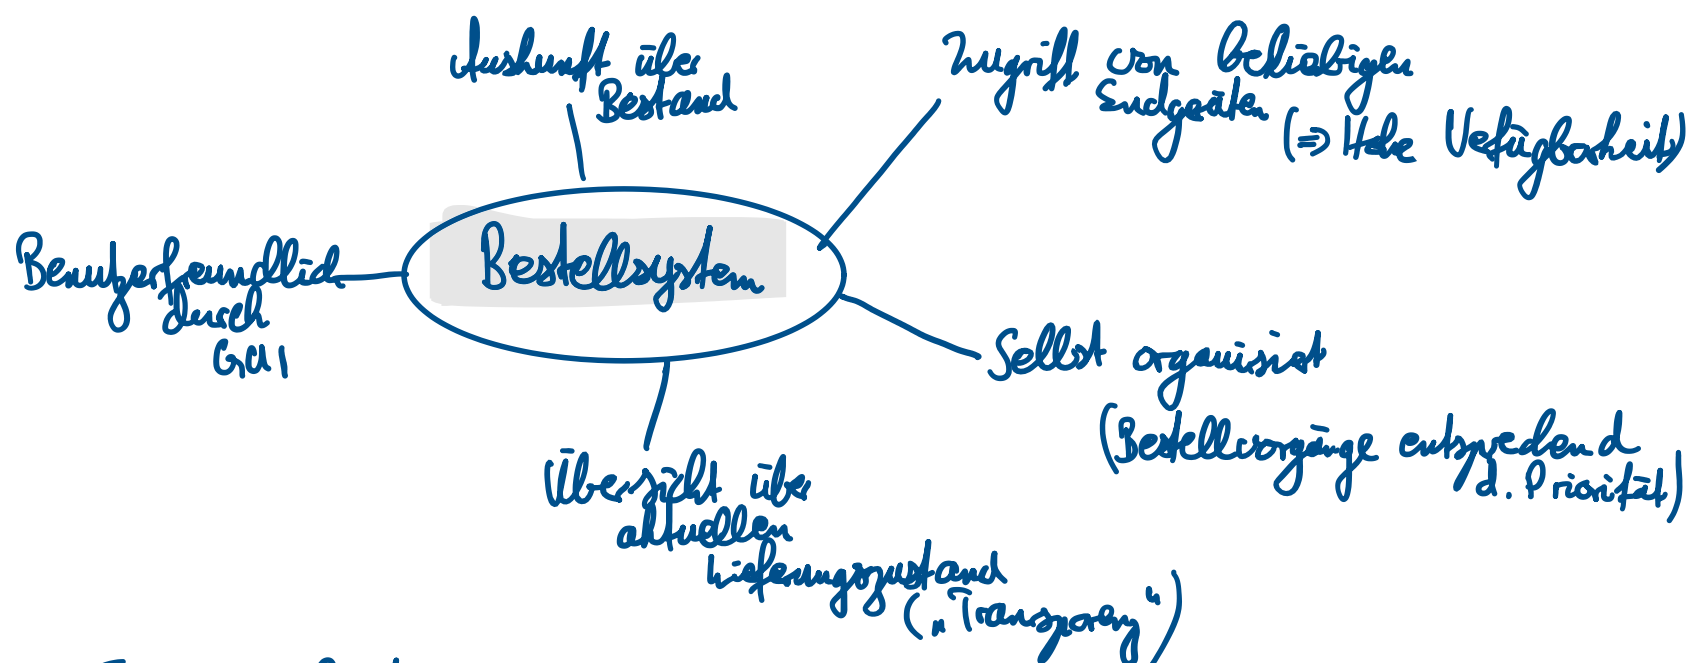 Auskunft über
Bestand
Zugriff von beliebigen
Endgeräten
(=> Hohe Verfügbarkeit)
Benutzerfreundlich
durch
GUI
Bestellsystem
Selbst organisiert
(Bestellvorgänge entsprechend
d. Priorität)
Übersicht über
aktuellen
Lieferungszustand
(„Transparenz")